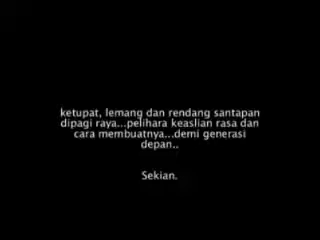 ketupat, lemang dan rendang santapan
dipagi raya...pelihara keaslian rasa dan
cara membuatnya...demi generasi
depan..
Sekian.